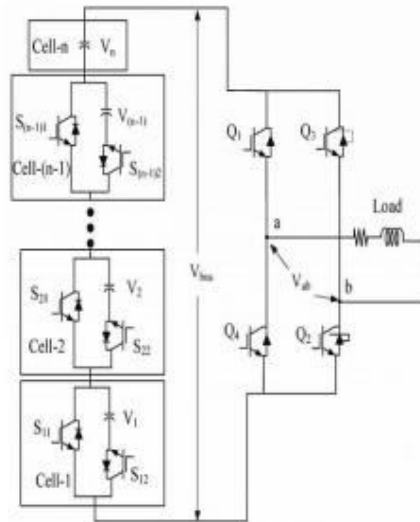 Cell-n
Vn
S(n-1)1
V(n-1)
Cell-(n-1)
S(n-1)2
S21
V2
Cell-2
S22
S11
V1
Cell-1
S12
Vbus
Q1
Q3
Load
a
Vab
b
Q4
Q2